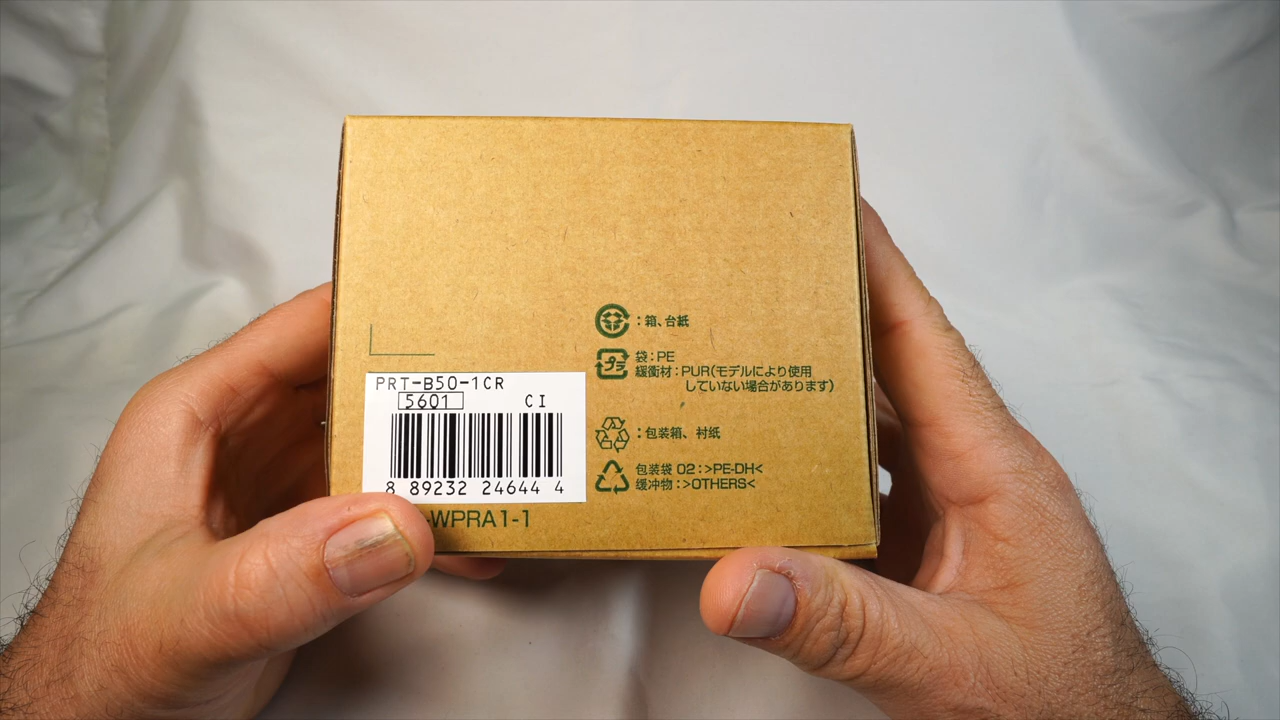 :箱、台紙
プラ
袋:PE
緩衝材:PUR(モデルにより使用
していない場合があります)
PRT-B50-1CR
5601 CI
8 89232 24644 4
:包装箱、衬纸
包装袋 02:>PE-DH<
缓冲物:>OTHERS<
-WPRA1-1